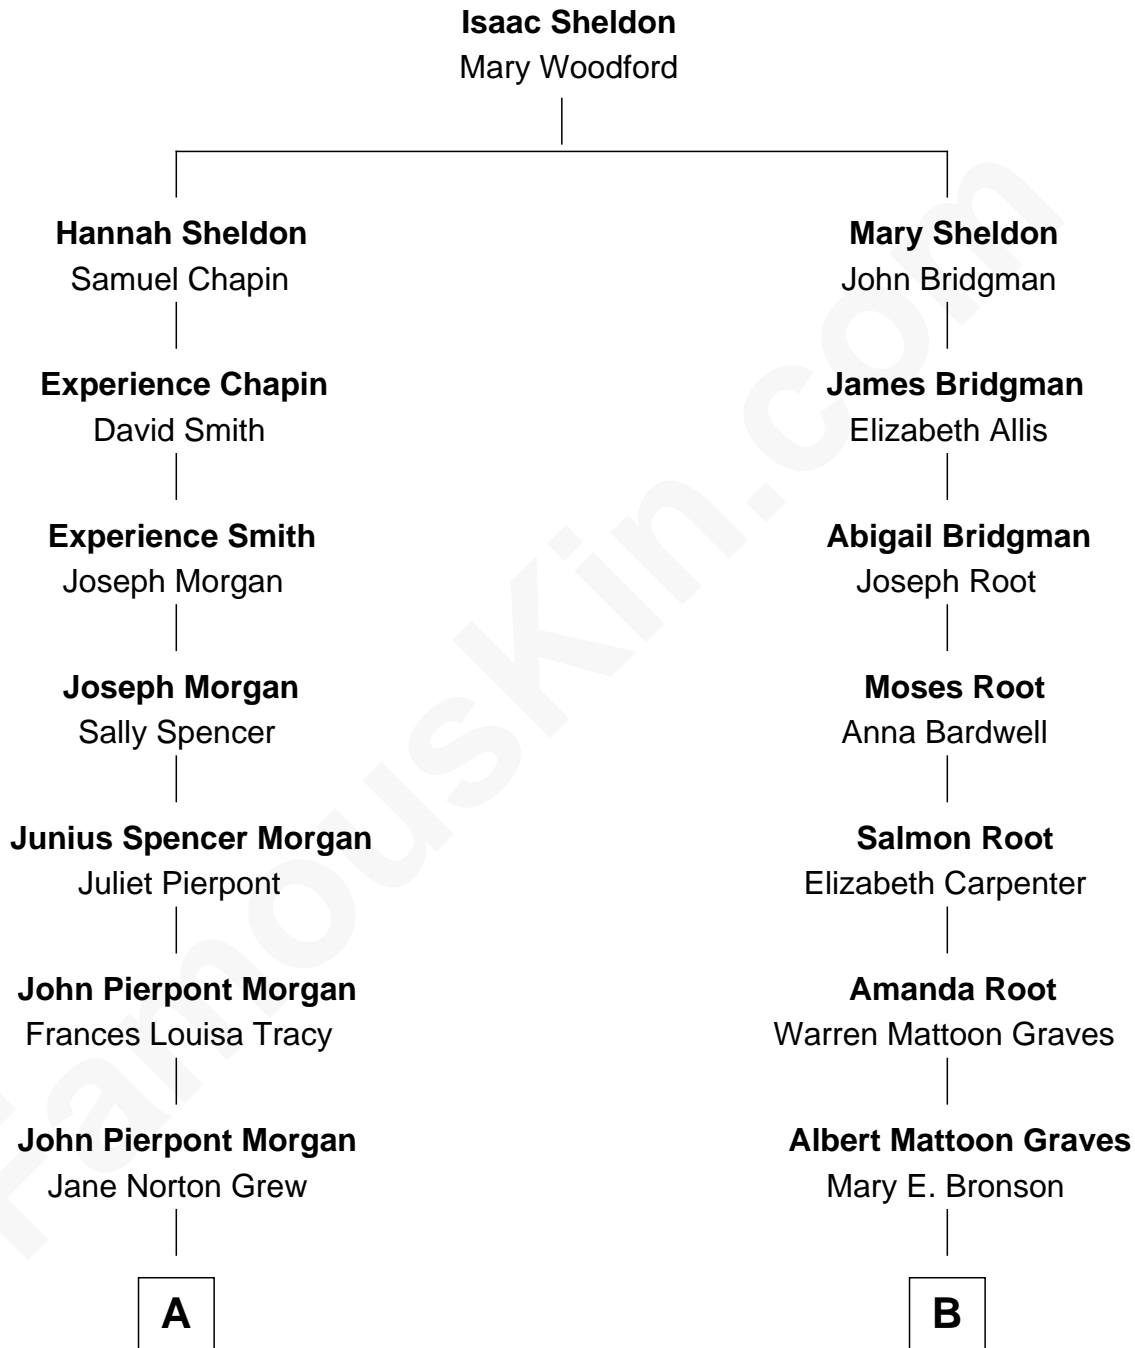 Isaac Sheldon
Mary Woodford
Hannah Sheldon
Samuel Chapin
Mary Sheldon
John Bridgman
Experience Chapin
David Smith
James Bridgman
Elizabeth Allis
Experience Smith
Joseph Morgan
Abigail Bridgman
Joseph Root
Joseph Morgan
Sally Spencer
Moses Root
Anna Bardwell
Junius Spencer Morgan
Juliet Pierpont
Salmon Root
Elizabeth Carpenter
John Pierpont Morgan
Frances Louisa Tracy
Amanda Root
Warren Mattoon Graves
John Pierpont Morgan
Jane Norton Grew
Albert Mattoon Graves
Mary E. Bronson
A
B
FamousKin.com